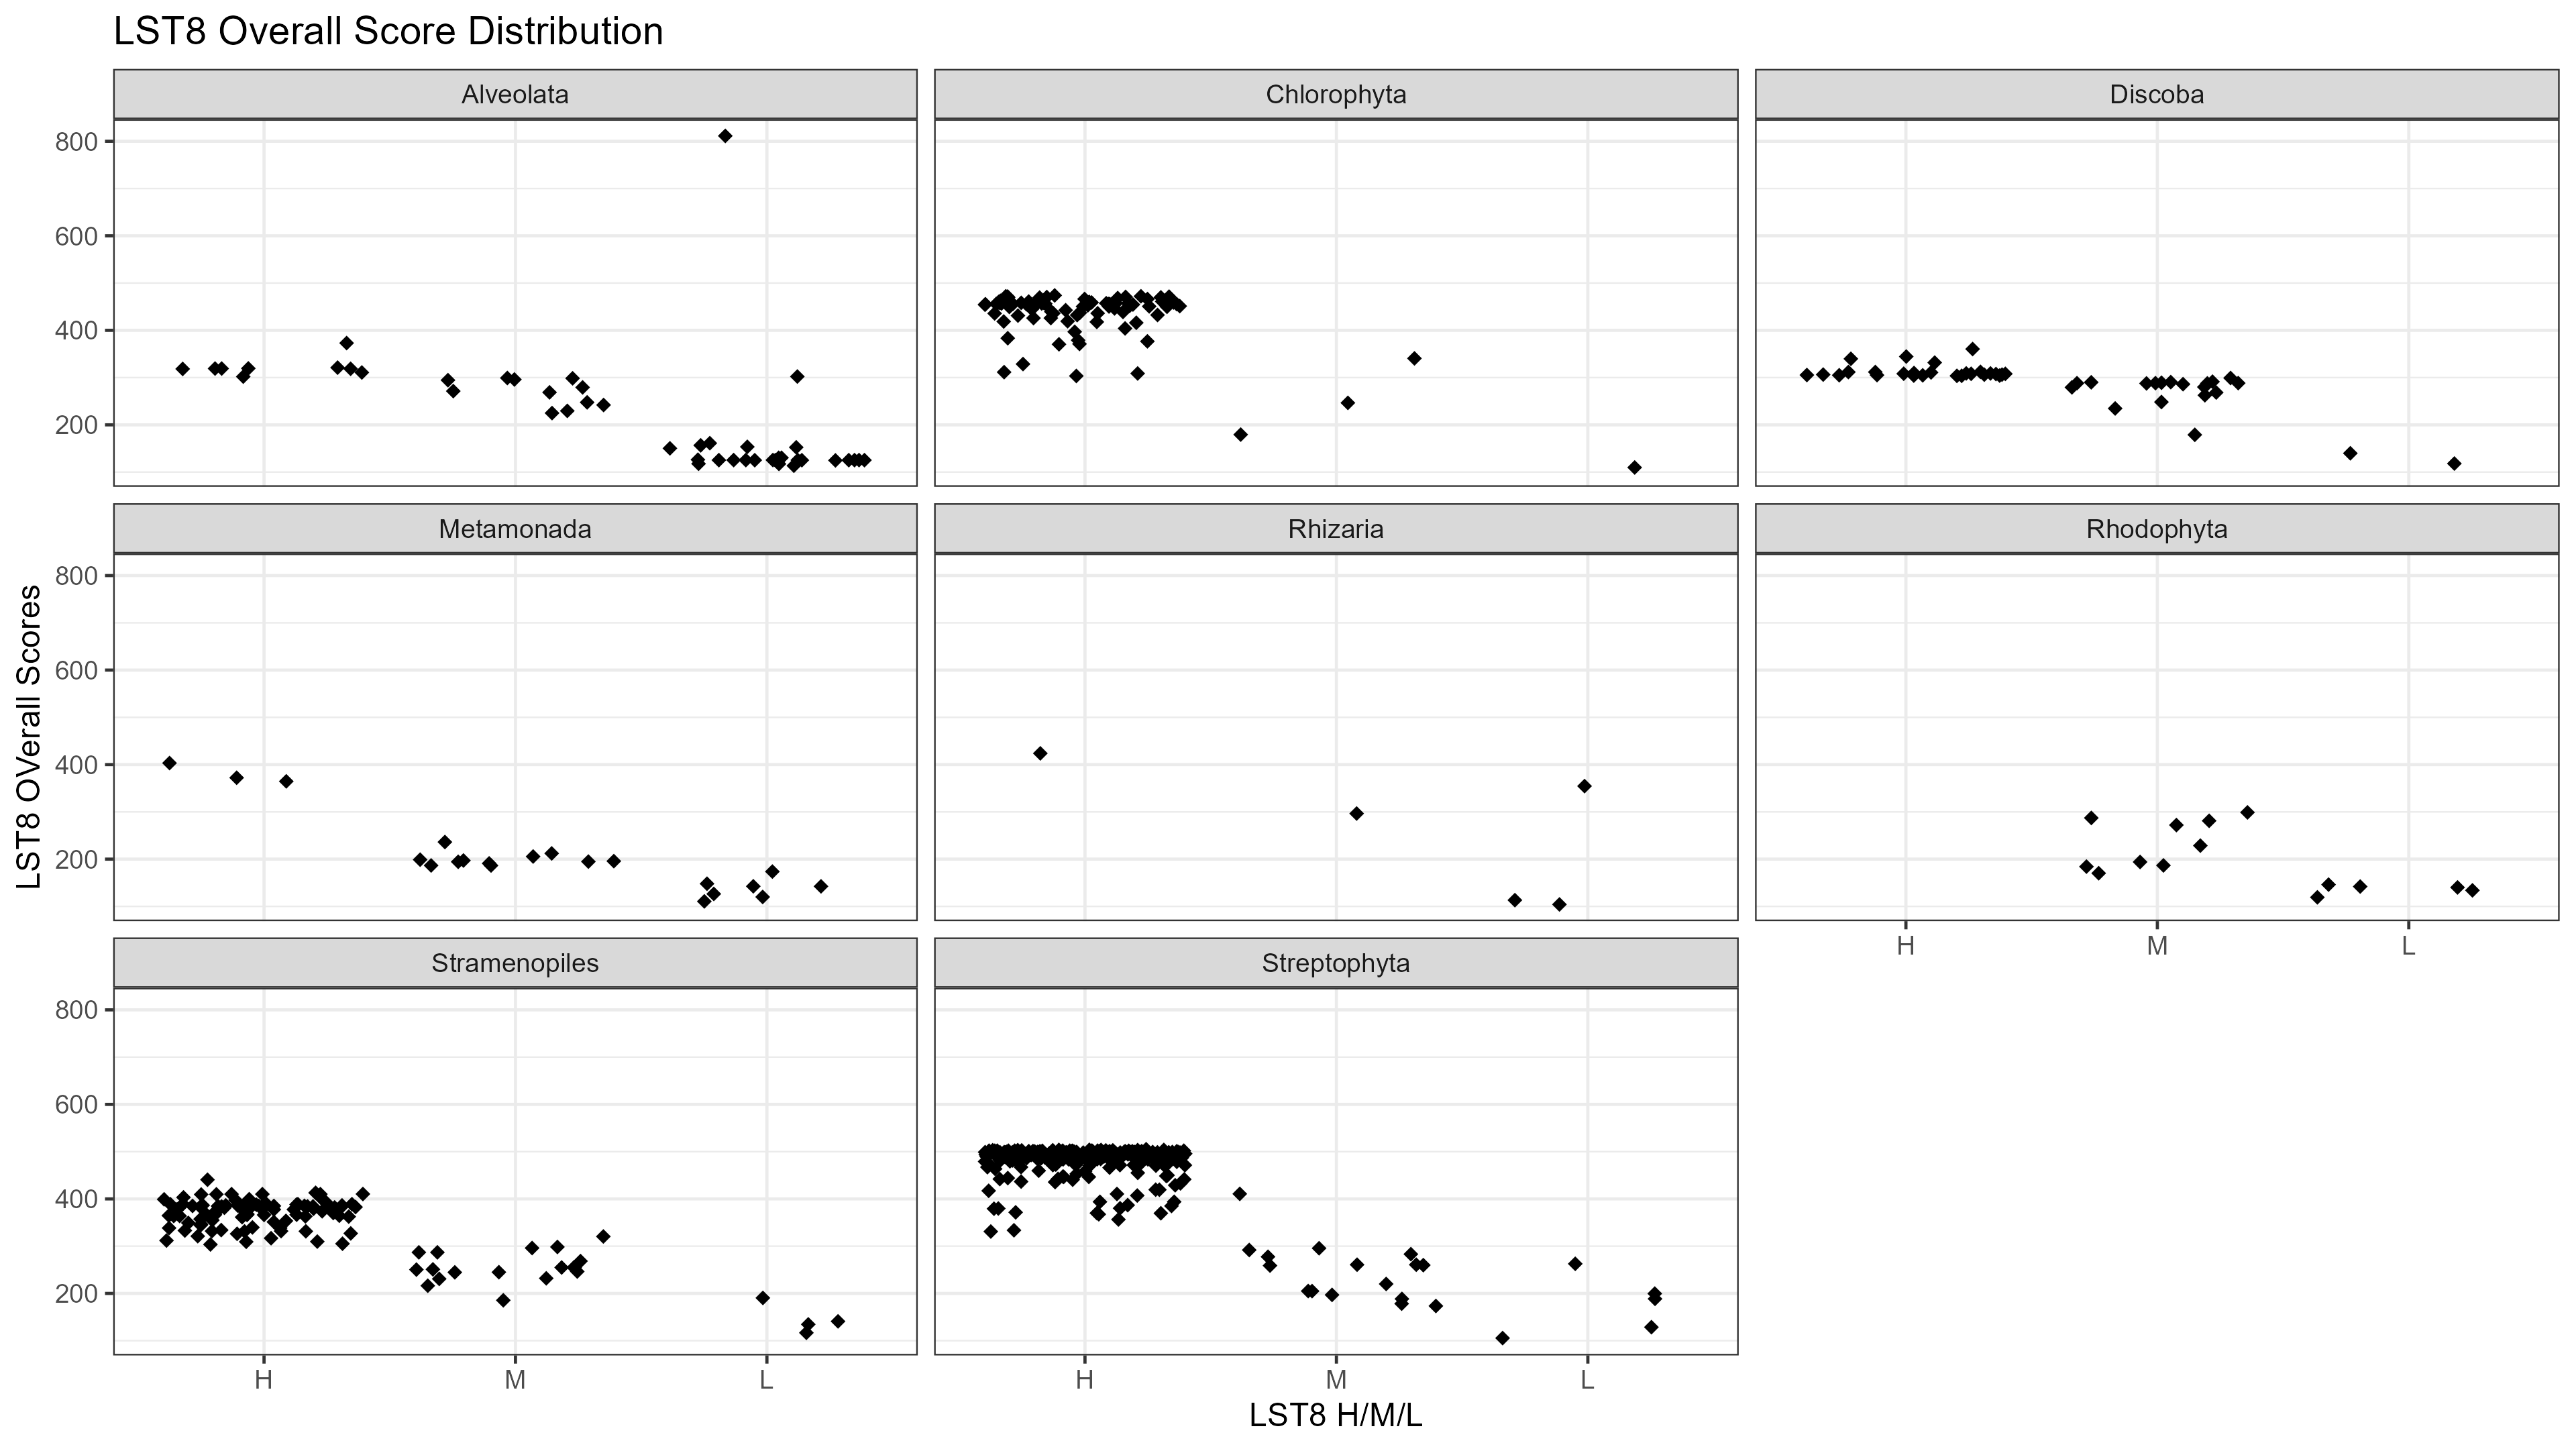 LST8 Overall Score Distribution
Alveolata
Chlorophyta
Discoba
800
600
400
200
Metamonada
Rhizaria
Rhodophyta
800
600
400
200
H M L
Stramenopiles
Streptophyta
800
600
400
200
H M L
H M L
LST8 H/M/L
LST8 OVerall Scores